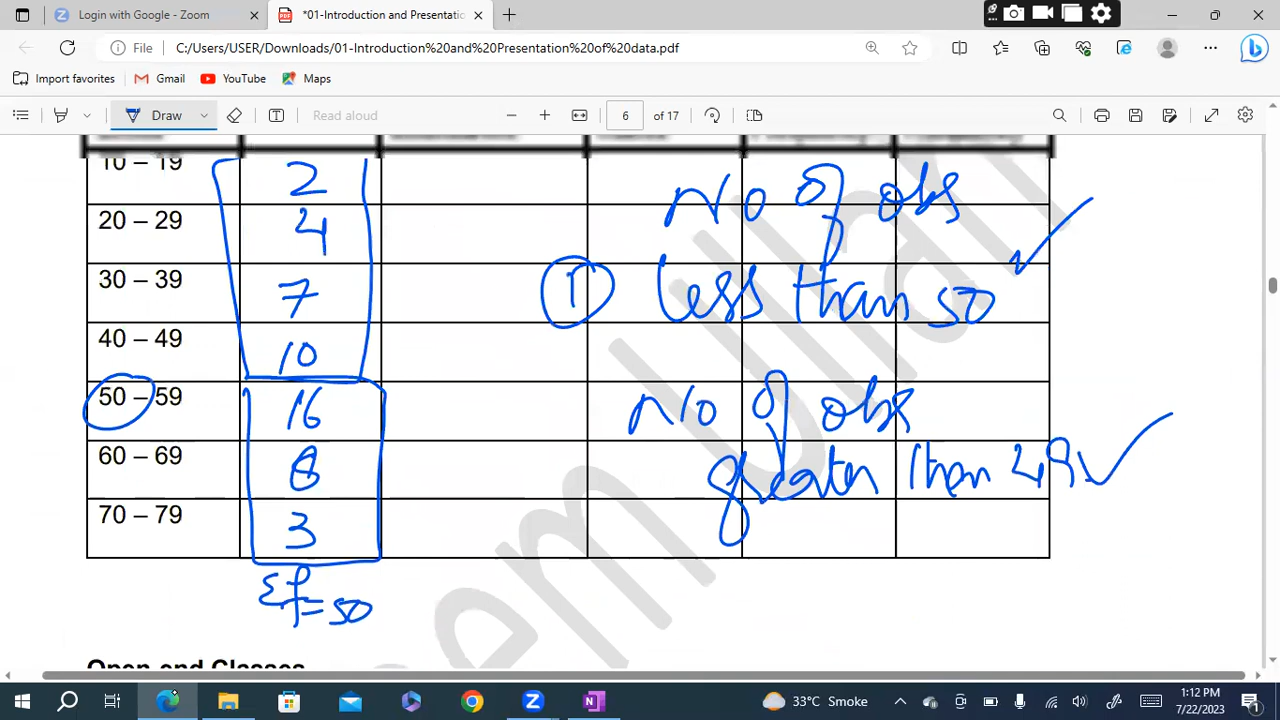 Login with Google - Zoom
*01-Introduction and Presentatio
File
C:/Users/USER/Downloads/01-Introduction%20and%20Presentation%20of%20data.pdf
Import favorites
Gmail
YouTube
Maps
Draw
Read aloud
6
of 17
10 – 19
2
No of obs
20 – 29
4
30 – 39
7
1 less than 50
40 – 49
10
50 – 59
16
No of obs
60 – 69
8
greater than 49
70 – 79
3
Σf = 50
Open end Classes
33°C Smoke
1:12 PM
7/22/2023